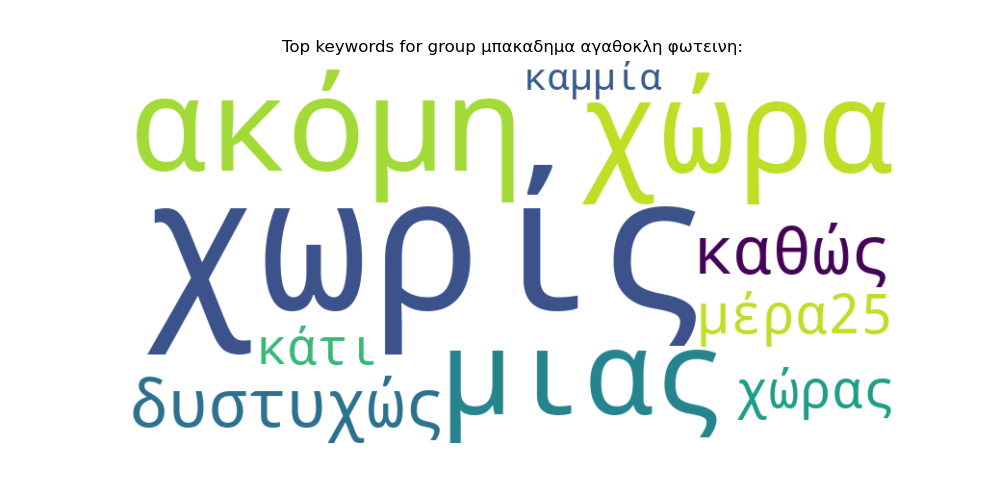 Top keywords for group μπακαδημα αγαθοκλη φωτεινη:
καμμία
ακόμη χώρα
χωρίς
καθώς
μέρα25
κάτι
μιας
δυστυχώς
χώρας